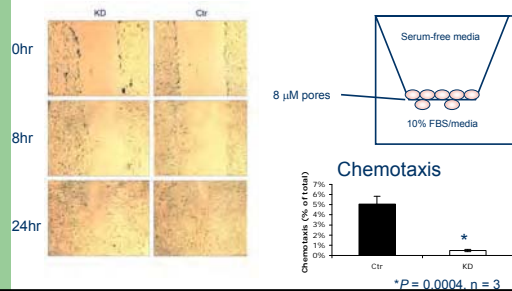 KD Ctr
0hr
8hr
24hr
Serum-free media
8 µM pores
10% FBS/media
Chemotaxis
Chemotaxis (% of total)
7%
6%
5%
4%
3%
2%
1%
0%
Ctr KD
*
*P = 0.0004, n = 3